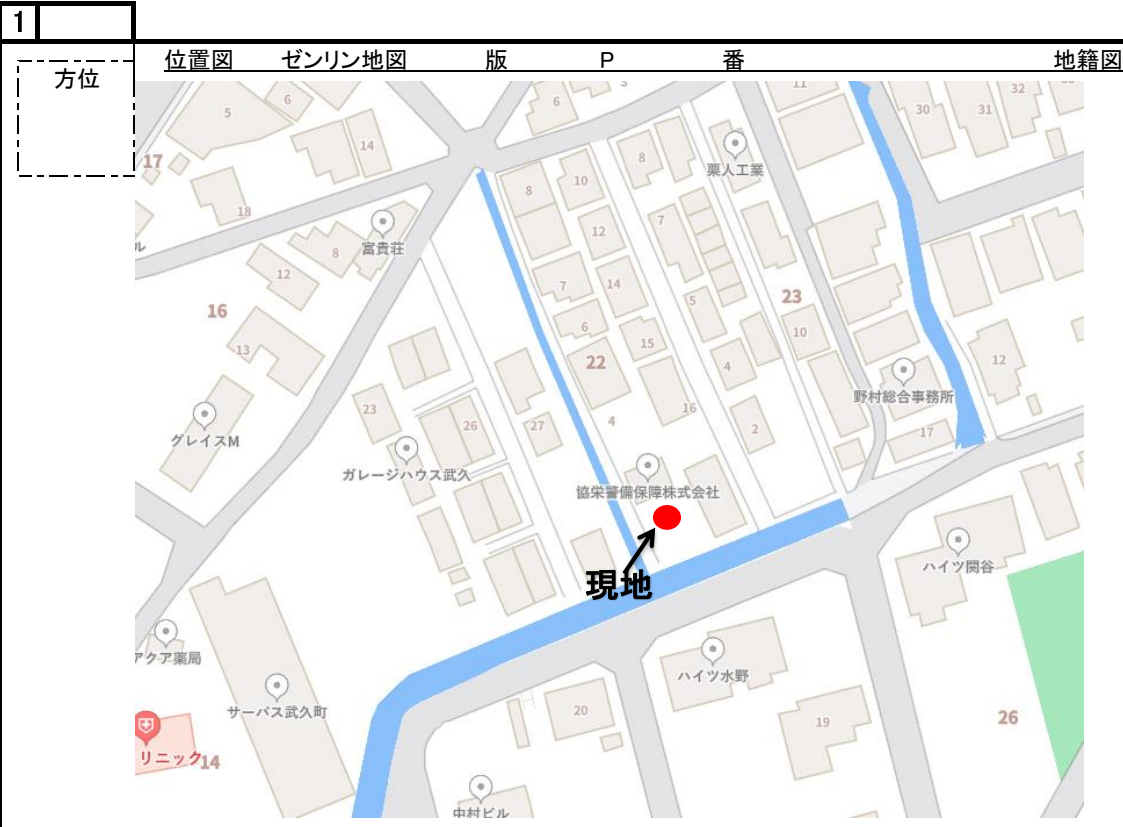 1
位置図 ゼンリン地図 版 P 番 地籍図
方位
5
6
6
3
11
30
31
32
14
17
8
栗人工業
18
8
10
7
富貴荘
12
8
12
7
14
5
23
16
6
15
10
13
22
4
12
野村総合事務所
23
26
27
4
16
2
17
グレイスM
ガレージハウス武久
協栄警備保障株式会社
現地
ハイツ関谷
アクア薬局
ハイツ水野
サーパス武久町
20
19
26
リニック
14
中村ビル